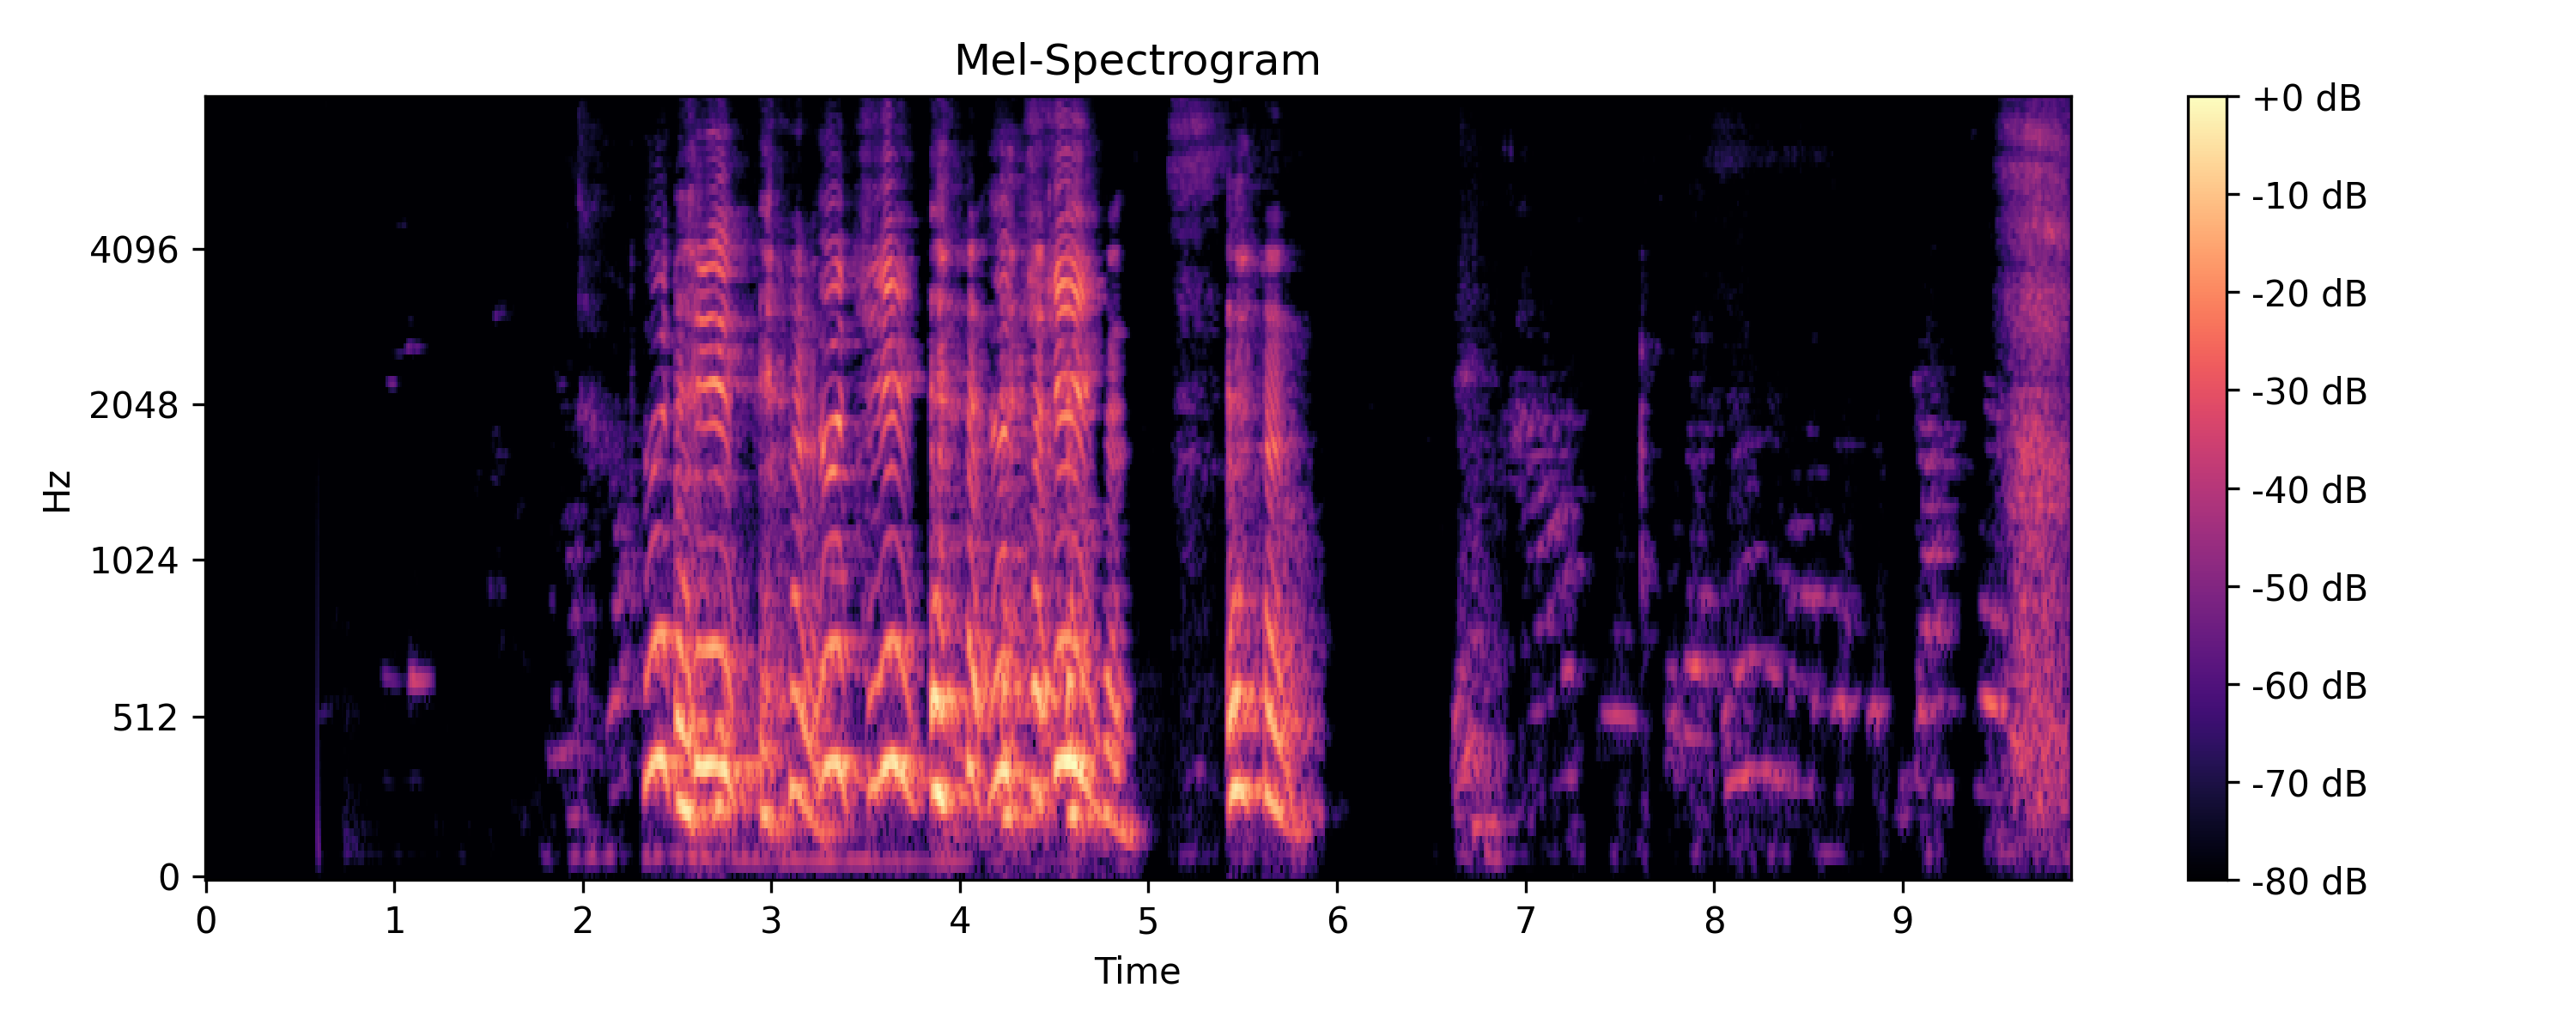 Mel-Spectrogram
+0 dB
-10 dB
-20 dB
-30 dB
-40 dB
-50 dB
-60 dB
-70 dB
-80 dB
4096
2048
1024
512
0
Hz
0 1 2 3 4 5 6 7 8 9
Time